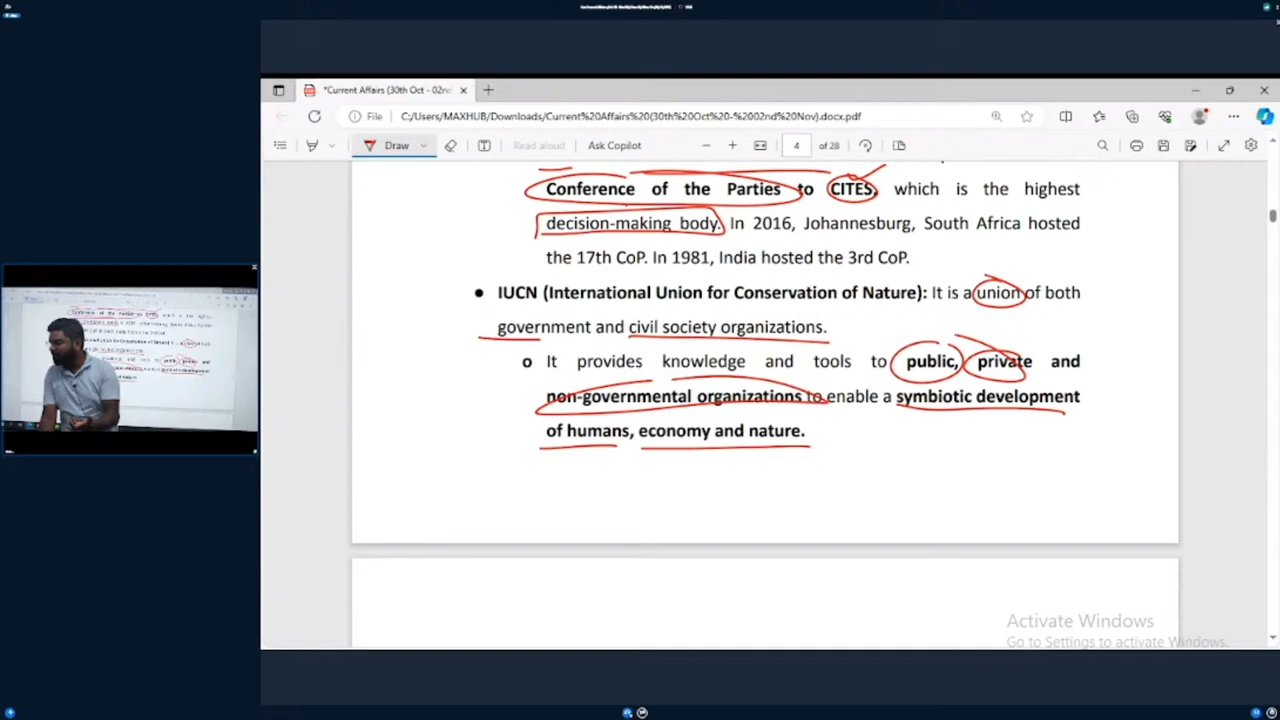 *Current Affairs (30th Oct - 02nd
File
C:/Users/MAXHUB/Downloads/Current%20Affairs%20(30th%20Oct%20-%2002nd%20Nov).docx.pdf
Draw
Read aloud
Ask Copilot
4
of 28
Conference of the Parties to CITES, which is the highest
decision-making body. In 2016, Johannesburg, South Africa hosted
the 17th CoP. In 1981, India hosted the 3rd CoP.
● IUCN (International Union for Conservation of Nature): It is a union of both
government and civil society organizations.
o It provides knowledge and tools to public, private and
non-governmental organizations to enable a symbiotic development
of humans, economy and nature.
Activate Windows
Go to Settings to activate Windows.